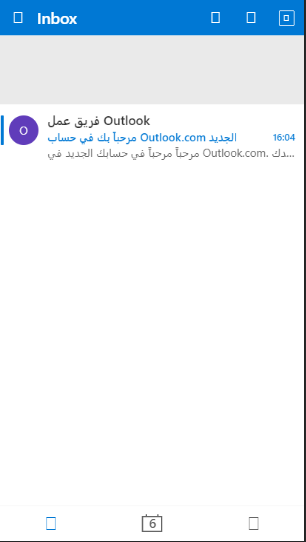 Inbox
فريق عمل Outlook
مرحباً بك في حساب Outlook.com الجديد
16:04
مرحباً مرحباً في حسابك الجديد في Outlook.com. دك...
O
6